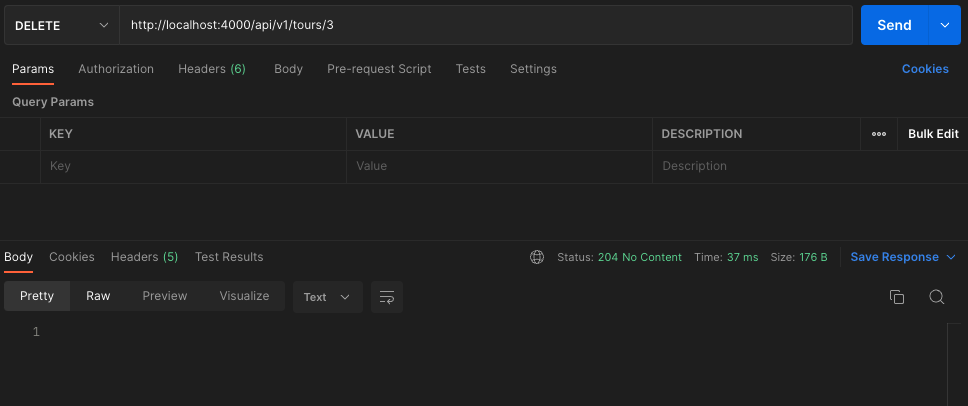 DELETE http://localhost:4000/api/v1/tours/3 Send
Params Authorization Headers (6) Body Pre-request Script Tests Settings Cookies
Query Params
KEY VALUE DESCRIPTION ••• Bulk Edit
Key Value Description
Body Cookies Headers (5) Test Results Status: 204 No Content Time: 37 ms Size: 176 B Save Response
Pretty Raw Preview Visualize Text
1